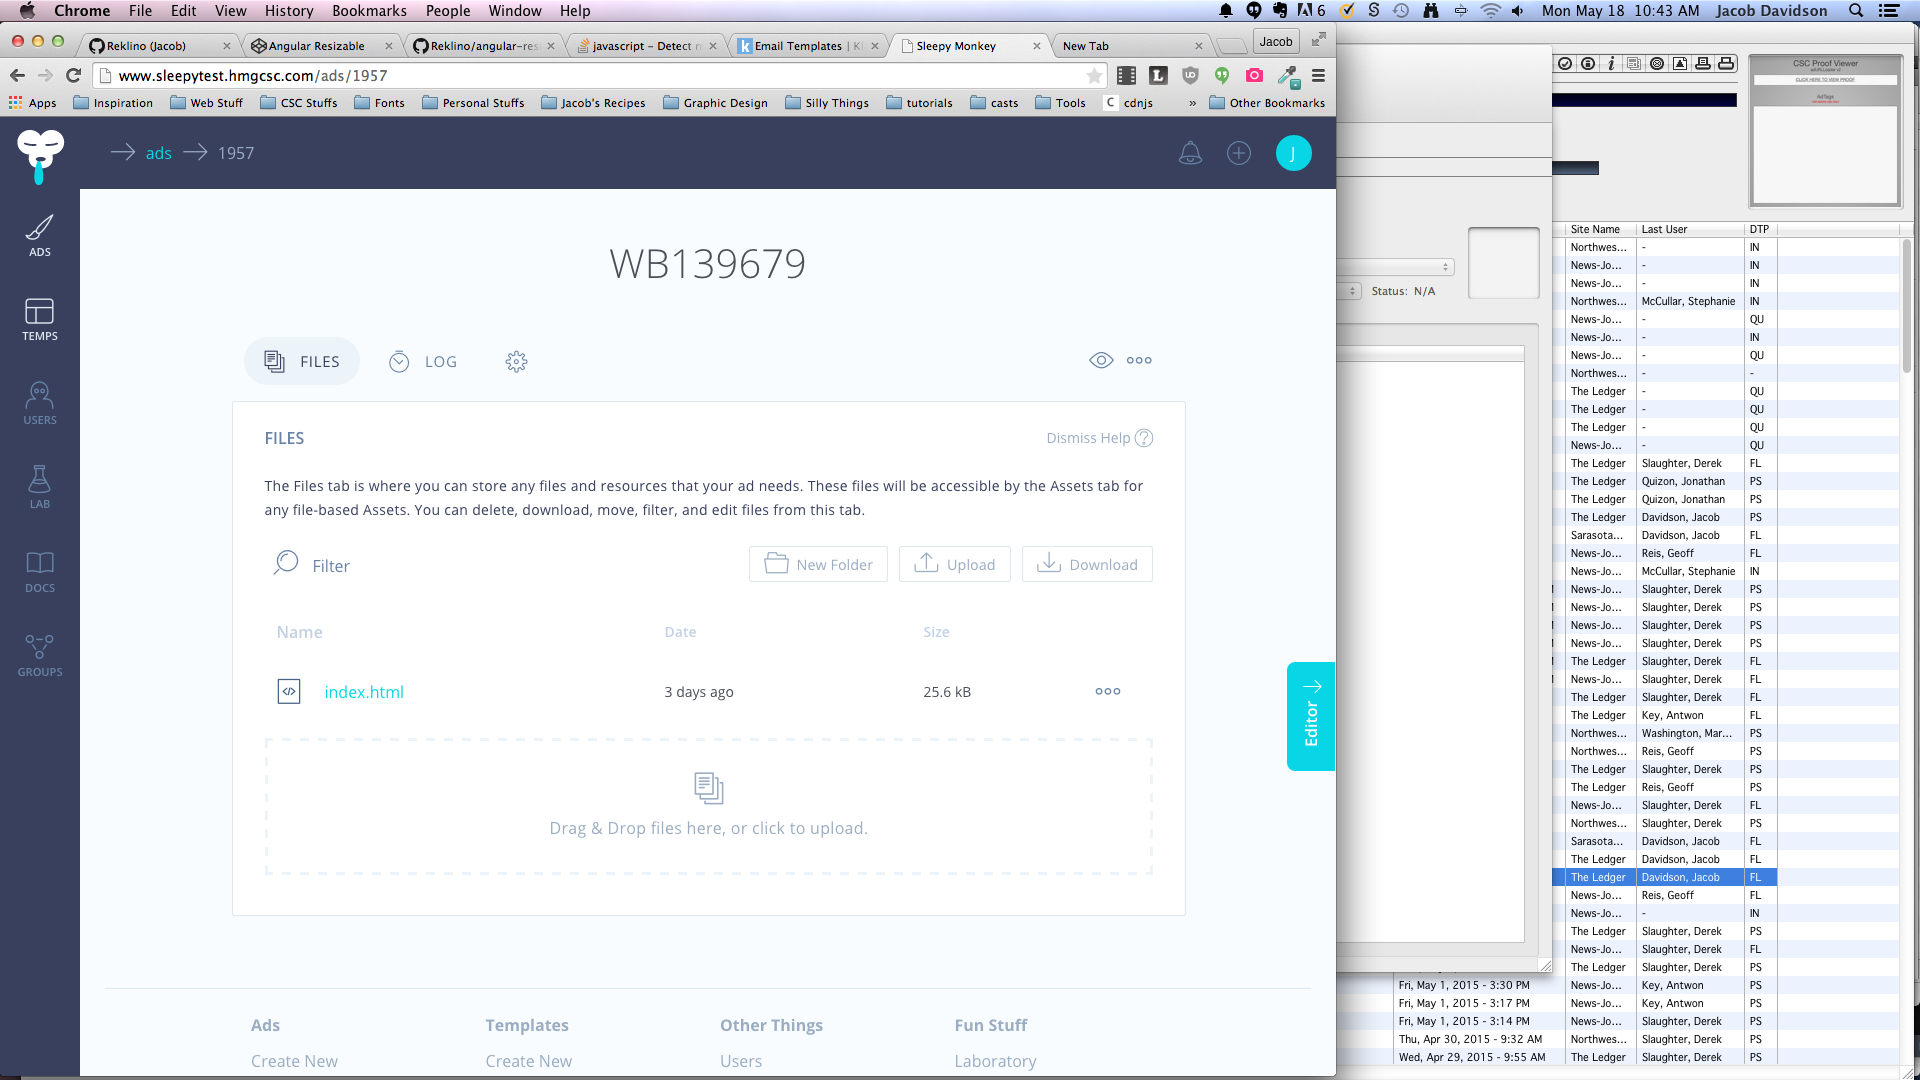 Chrome File Edit View History Bookmarks People Window Help
6 Mon May 18 10:43 AM Jacob Davidson
Reklino (Jacob) Angular Resizable Reklino/angular-res javascript - Detect Email Templates | Sleepy Monkey New Tab Jacob
www.sleepytest.hmgcsc.com/ads/1957
Apps Inspiration Web Stuff CSC Stuffs Fonts Personal Stuffs Jacob's Recipes Graphic Design Silly Things tutorials casts Tools cdnjs » Other Bookmarks
ads 1957
J
ADS
TEMPS
USERS
LAB
DOCS
GROUPS
WB139679
FILES LOG
FILES
Dismiss Help ?
The Files tab is where you can store any files and resources that your ad needs. These files will be accessible by the Assets tab for
any file-based Assets. You can delete, download, move, filter, and edit files from this tab.
Filter New Folder Upload Download
Name Date Size
index.html 3 days ago 25.6 kB
Drag & Drop files here, or click to upload.
Editor
Ads Templates Other Things Fun Stuff
Create New Create New Users Laboratory
Status: N/A
CSC Proof Viewer
CLICK HERE TO VIEW PROOF
AdTags
Site Name Last User DTP
Northwes... - IN
News-Jo... - IN
News-Jo... - IN
Northwes... McCullar, Stephanie IN
News-Jo... - QU
News-Jo... - IN
News-Jo... - QU
Northwes... - -
The Ledger - QU
The Ledger - QU
The Ledger - QU
News-Jo... - QU
The Ledger Slaughter, Derek FL
The Ledger Quizon, Jonathan PS
The Ledger Quizon, Jonathan PS
The Ledger Davidson, Jacob PS
Sarasota... Davidson, Jacob FL
News-Jo... Reis, Geoff FL
News-Jo... McCullar, Stephanie IN
News-Jo... Slaughter, Derek PS
News-Jo... Slaughter, Derek PS
News-Jo... Slaughter, Derek PS
News-Jo... Slaughter, Derek PS
The Ledger Slaughter, Derek FL
News-Jo... Slaughter, Derek PS
The Ledger Slaughter, Derek FL
The Ledger Key, Antwon FL
Northwes... Washington, Mar... PS
Northwes... Reis, Geoff PS
The Ledger Slaughter, Derek PS
The Ledger Reis, Geoff PS
News-Jo... Slaughter, Derek FL
Northwes... Slaughter, Derek PS
Sarasota... Davidson, Jacob FL
The Ledger Davidson, Jacob FL
The Ledger Davidson, Jacob FL
News-Jo... Reis, Geoff FL
News-Jo... - IN
The Ledger Slaughter, Derek PS
News-Jo... Slaughter, Derek FL
The Ledger Slaughter, Derek PS
Fri, May 1, 2015 - 3:30 PM News-Jo... Key, Antwon PS
Fri, May 1, 2015 - 3:17 PM News-Jo... Key, Antwon PS
Fri, May 1, 2015 - 3:14 PM News-Jo... Slaughter, Derek PS
Thu, Apr 30, 2015 - 9:32 AM Northwes... Slaughter, Derek PS
Wed, Apr 29, 2015 - 9:55 AM The Ledger Slaughter, Derek PS